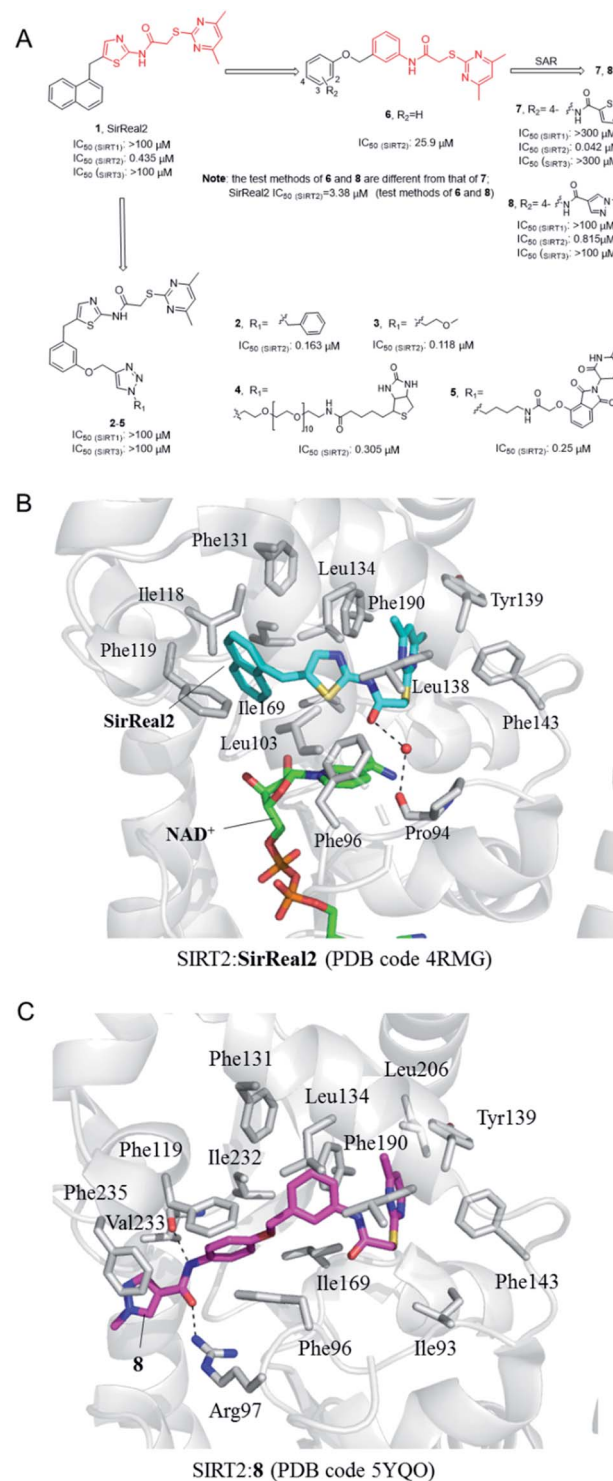 A
1, SirReal2
IC50 (SIRT1): >100 μM
IC50 (SIRT2): 0.435 μM
IC50 (SIRT3): >100 μM
6, R2=H
IC50 (SIRT2): 25.9 μM
SAR
7, 8
7, R2= 4-
IC50 (SIRT1): >300 μM
IC50 (SIRT2): 0.042 μM
IC50 (SIRT3): >300 μM
Note: the test methods of 6 and 8 are different from that of 7;
SirReal2 IC50 (SIRT2)=3.38 μM (test methods of 6 and 8)
8, R2= 4-
IC50 (SIRT1): >100 μM
IC50 (SIRT2): 0.815μM
IC50 (SIRT3): >100 μM
2-5
IC50 (SIRT1): >100 μM
IC50 (SIRT3): >100 μM
2, R1=
IC50 (SIRT2): 0.163 μM
3, R1=
IC50 (SIRT2): 0.118 μM
4, R1=
IC50 (SIRT2): 0.305 μM
5, R1=
IC50 (SIRT2): 0.25 μM
B
Phe131
Leu134
Ile118
Phe190
Tyr139
Phe119
SirReal2
Ile169
Leu138
Phe143
Leu103
NAD+
Phe96
Pro94
SIRT2:SirReal2 (PDB code 4RMG)
C
Phe131
Leu206
Leu134
Tyr139
Phe119
Ile232
Phe190
Phe235
Val233
Ile169
Phe143
8
Phe96
Ile93
Arg97
SIRT2:8 (PDB code 5YQO)